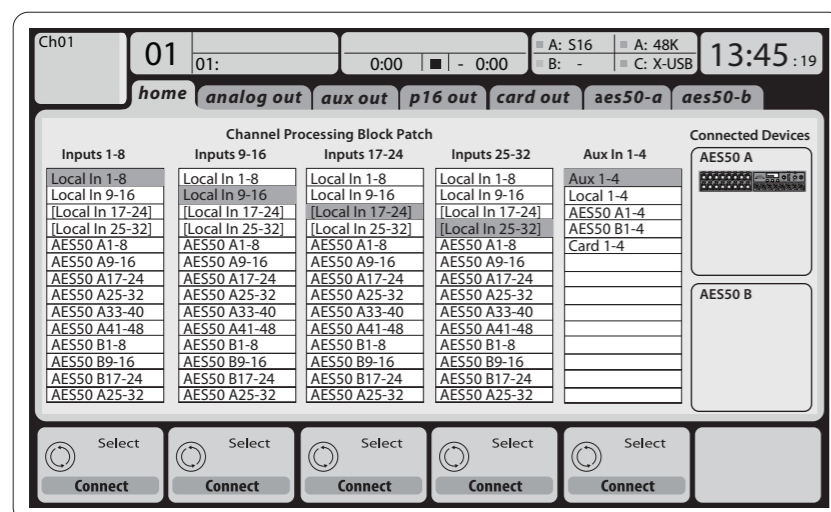 Ch01
01
01:
0:00 - 0:00
A: S16 A: 48K
B: - C: X-USB
13:45 :19
home analog out aux out p16 out card out aes50-a aes50-b
Channel Processing Block Patch
Connected Devices
Inputs 1-8 Inputs 9-16 Inputs 17-24 Inputs 25-32 Aux In 1-4
AES50 A
Local In 1-8 Local In 1-8 Local In 1-8 Local In 1-8 Aux 1-4
Local In 9-16 Local In 9-16 Local In 9-16 Local In 9-16 Local 1-4
[Local In 17-24] [Local In 17-24] [Local In 17-24] [Local In 17-24] AES50 A1-4
[Local In 25-32] [Local In 25-32] [Local In 25-32] [Local In 25-32] AES50 B1-4
AES50 A1-8 AES50 A1-8 AES50 A1-8 AES50 A1-8 Card 1-4
AES50 A9-16 AES50 A9-16 AES50 A9-16 AES50 A9-16
AES50 A17-24 AES50 A17-24 AES50 A17-24 AES50 A17-24
AES50 A25-32 AES50 A25-32 AES50 A25-32 AES50 A25-32
AES50 B
AES50 A33-40 AES50 A33-40 AES50 A33-40 AES50 A33-40
AES50 A41-48 AES50 A41-48 AES50 A41-48 AES50 A41-48
AES50 B1-8 AES50 B1-8 AES50 B1-8 AES50 B1-8
AES50 B9-16 AES50 B9-16 AES50 B9-16 AES50 B9-16
AES50 B17-24 AES50 B17-24 AES50 B17-24 AES50 B17-24
AES50 A25-32 AES50 A25-32 AES50 A25-32 AES50 A25-32
Select Select Select Select Select
Connect Connect Connect Connect Connect